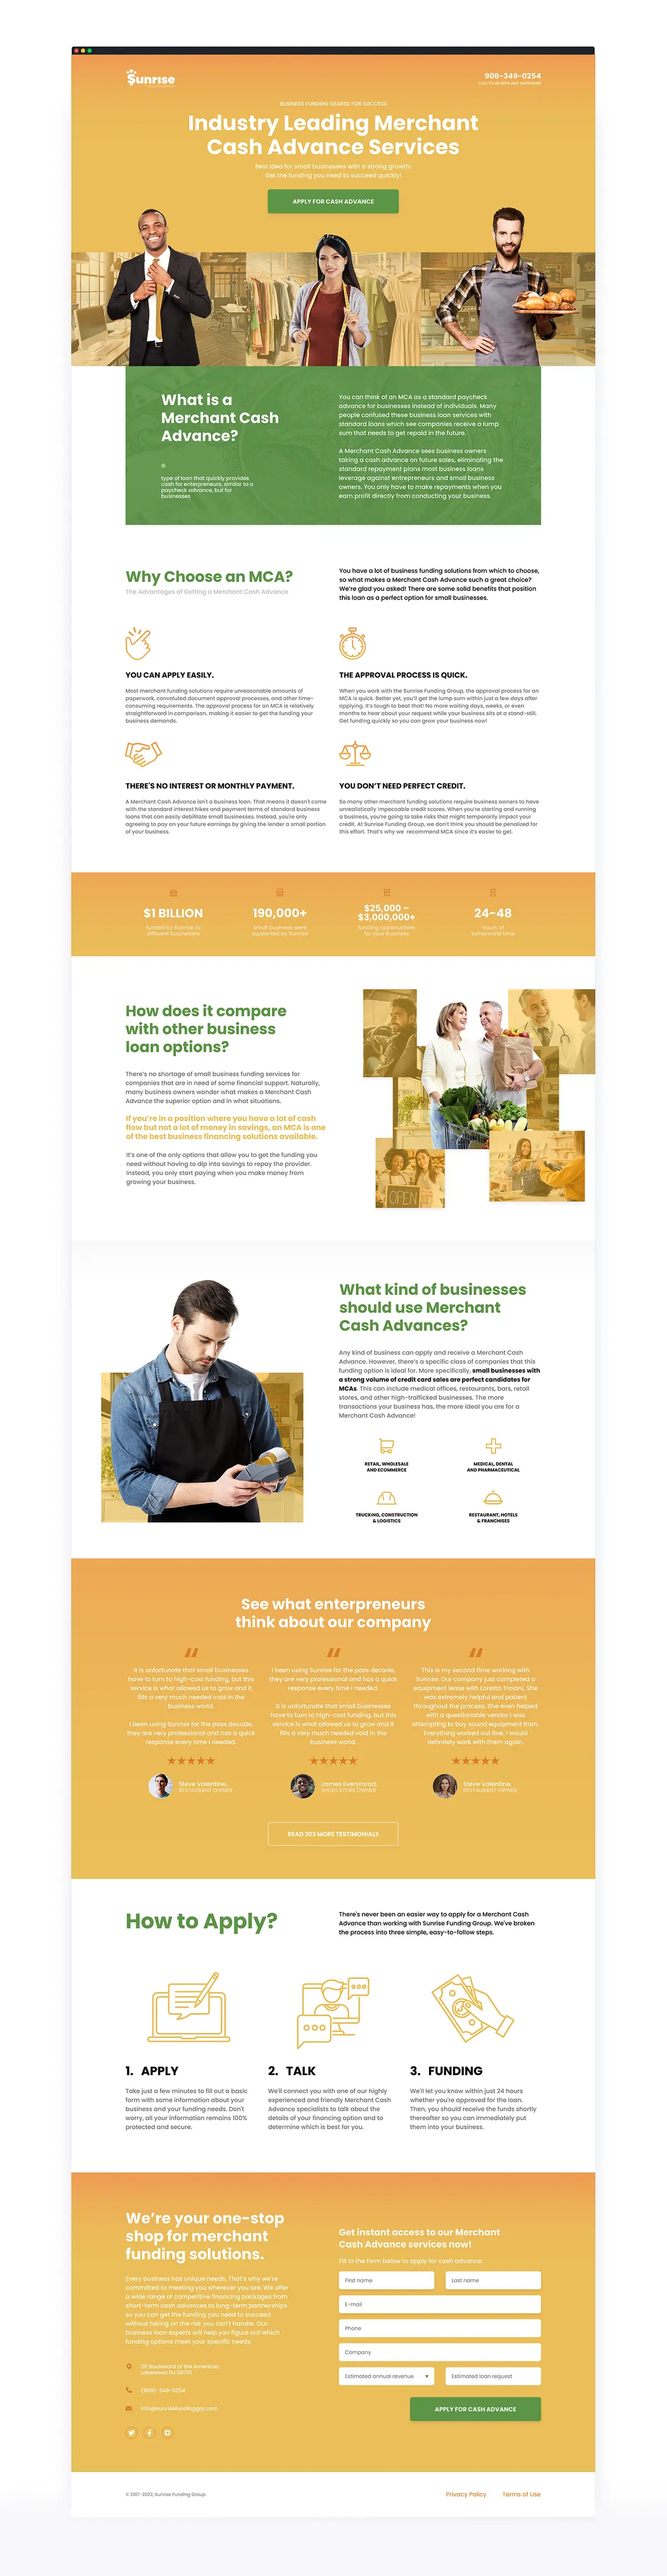 Sunrise
908-349-0254
CALL TO US WITH ANY QUESTIONS
BUSINESS FUNDING GEARED FOR SUCCESS
Industry Leading Merchant
Cash Advance Services
Best idea for small businesses with a strong growth!
Get the funding you need to succeed quickly!
APPLY FOR CASH ADVANCE
What is a
Merchant Cash
Advance?
type of loan that quickly provides
cash for enterpreneurs, similar to a
paycheck advance, but for
businesses
You can think of an MCA as a standard paycheck
advance for businesses instead of individuals. Many
people confused these business loan services with
standard loans which see companies receive a lump
sum that needs to get repaid in the future.
A Merchant Cash Advance sees business owners
taking a cash advance on future sales, eliminating the
standard repayment plans most business loans
leverage against entrepreneurs and small business
owners. You only have to make repayments when you
earn profit directly from conducting your business.
Why Choose an MCA?
The Advantages of Getting a Merchant Cash Advance
You have a lot of business funding solutions from which to choose,
so what makes a Merchant Cash Advance such a great choice?
We're glad you asked! There are some solid benefits that position
this loan as a perfect option for small businesses.
YOU CAN APPLY EASILY.
Most merchant funding solutions require unreasonable amounts of
paperwork, convoluted document approval processes, and other time-
consuming requirements. The approval process for an MCA is relatively
straightforward in comparison, making it easier to get the funding your
business demands.
THE APPROVAL PROCESS IS QUICK.
When you work with the Sunrise Funding Group, the approval process for an
MCA is quick. Better yet, you'll get the lump sum within just a few days after
applying. It's tough to beat that! No more waiting days, weeks, or even
months to hear about your request while your business sits at a stand-still.
Get funding quickly so you can grow your business now!
THERE'S NO INTEREST OR MONTHLY PAYMENT.
A Merchant Cash Advance isn't a business loan. That means it doesn't come
with the standard interest hikes and payment terms of standard business
loans that can easily debilitate small businesses. Instead, you're only
agreeing to pay on your future earnings by giving the lender a small portion
of your business.
YOU DON'T NEED PERFECT CREDIT.
So many other merchant funding solutions require business owners to have
unrealistically impeccable credit scores. When you're starting and running
a business, you're going to take risks that might temporarily impact your
credit. At Sunrise Funding Group, we don't think you should be penalized for
this effort. That's why we recommend MCA since it's easier to get.
$1 BILLION
funded by Sunrise to
different businesses
190,000+
small business were
supported by Sunrise
$25,000 –
$3,000,000+
funding opportunities
for your business
24-48
hours of
turnaround time
How does it compare
with other business
loan options?
There's no shortage of small business funding services for
companies that are in need of some financial support. Naturally,
many business owners wonder what makes a Merchant Cash
Advance the superior option and in what situations.
If you're in a position where you have a lot of cash
flow but not a lot of money in savings, an MCA is one
of the best business financing solutions available.
It's one of the only options that allow you to get the funding you
need without having to dip into savings to repay the provider.
Instead, you only start paying when you make money from
growing your business.
OPEN
What kind of businesses
should use Merchant
Cash Advances?
Any kind of business can apply and receive a Merchant Cash
Advance. However, there's a specific class of companies that this
funding option is ideal for. More specifically, small businesses with
a strong volume of credit card sales are perfect candidates for
MCAs. This can include medical offices, restaurants, bars, retail
stores, and other high-trafficked businesses. The more
transactions your business has, the more ideal you are for a
Merchant Cash Advance!
RETAIL, WHOLESALE
AND ECOMMERCE
MEDICAL, DENTAL
AND PHARMACEUTICAL
TRUCKING, CONSTRUCTION
& LOGISTICS
RESTAURANT, HOTELS
& FRANCHISES
See what enterpreneurs
think about our company
It is unfortunate that small businesses
have to turn to high-cost funding, but this
service is what allowed us to grow and it
fills a very much needed void in the
business world.
I been using Sunrise for the pass decade,
they are very professional and has a quick
response every time I needed.
Steve Valentine,
RESTAURANT OWNER
I been using Sunrise for the pass decade,
they are very professional and has a quick
response every time I needed.
It is unfortunate that small businesses
have to turn to high-cost funding, but this
service is what allowed us to grow and it
fills a very much needed void in the
business world.
James Everynead,
SHOES STORE OWNER
This is my second time working with
Sunrise. Our company just completed a
equipment lease with Loretta Troiani. She
was extremely helpful and patient
throughout the process. She even helped
with a questionable vendor I was
attempting to buy sound equipment from.
Everything worked out fine. I would
definitely work with them again.
Steve Valentine,
RESTAURANT OWNER
READ 203 MORE TESTIMONIALS
How to Apply?
There's never been an easier way to apply for a Merchant Cash
Advance than working with Sunrise Funding Group. We've broken
the process into three simple, easy-to-follow steps.
1. APPLY
Take just a few minutes to fill out a basic
form with some information about your
business and your funding needs. Don't
worry, all your information remains 100%
protected and secure.
2. TALK
We'll connect you with one of our highly
experienced and friendly Merchant Cash
Advance specialists to talk about the
details of your financing option and to
determine which is best for you.
3. FUNDING
We'll let you know within just 24 hours
whether you're approved for the loan.
Then, you should receive the funds shortly
thereafter so you can immediately put
them into your business.
We're your one-stop
shop for merchant
funding solutions.
Every business has unique needs. That's why we're
committed to meeting you wherever you are. We offer
a wide range of competitive financing packages from
short-term cash advances to long-term partnerships
so you can get the funding you need to succeed
without taking on the risk you can't handle. Our
business loan experts will help you figure out which
funding options meet your specific needs.
211 Boulevard of the Americas
Lakewood NJ 08701
(908)-349-0254
info@sunrisefundinggrp.com
Get instant access to our Merchant
Cash Advance services now!
Fill in the form below to apply for cash advance:
First name
Last name
E-mail
Phone
Company
Estimated annual revenue
Estimated loan request
APPLY FOR CASH ADVANCE
© 2017-2022, Sunrise Funding Group
Privacy Policy
Terms of Use